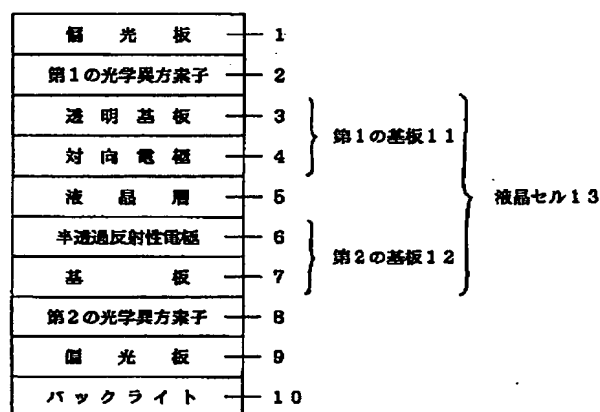 偏光板 1
第1の光学異方素子 2
透明基板 3
対向電極 4
第1の基板11
液晶層 5
液晶セル13
半透過反射性電極 6
基板 7
第2の基板12
第2の光学異方素子 8
偏光板 9
バックライト 10